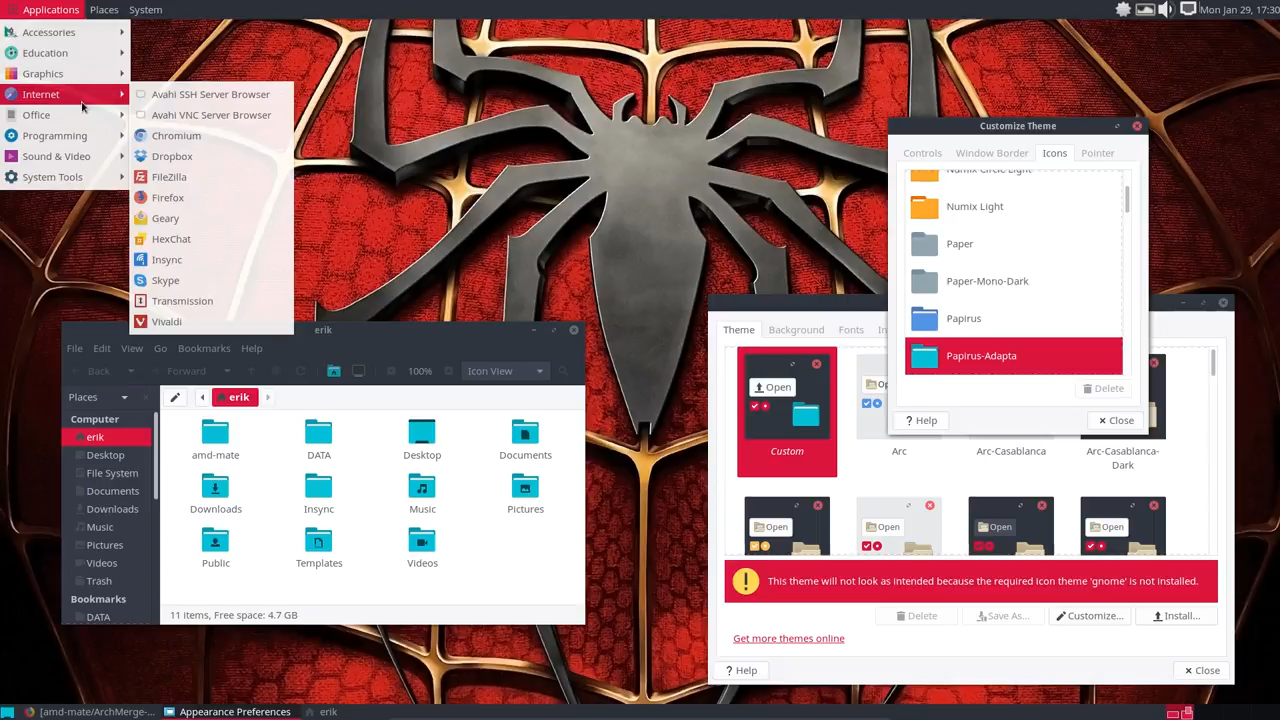 Applications Places System
Mon Jan 29, 17:30
Accessories
Education
Graphics
Internet
Office
Programming
Sound & Video
System Tools
Avahi SSH Server Browser
Avahi VNC Server Browser
Chromium
Dropbox
FileZilla
Firefox
Geary
HexChat
Insync
Skype
Transmission
Vivaldi
Customize Theme
Controls Window Border Icons Pointer
Numix Circle Light
Numix Light
Paper
Paper-Mono-Dark
Papirus
Papirus-Adapta
Delete
Help Close
erik
File Edit View Go Bookmarks Help
Back Forward 100% Icon View
Places erik
Computer
erik
Desktop
File System
Documents
Downloads
Music
Pictures
Videos
Trash
Bookmarks
DATA
amd-mate DATA Desktop Documents
Downloads Insync Music Pictures
Public Templates Videos
11 items, Free space: 4.7 GB
Theme Background Fonts In
Open
Custom Arc Arc-Casablanca Arc-Casablanca-
Dark
Open Open Open Open
This theme will not look as intended because the required icon theme 'gnome' is not installed.
Delete Save As... Customize... Install...
Get more themes online
Help Close
[amd-mate/ArchMerge-... Appearance Preferences erik